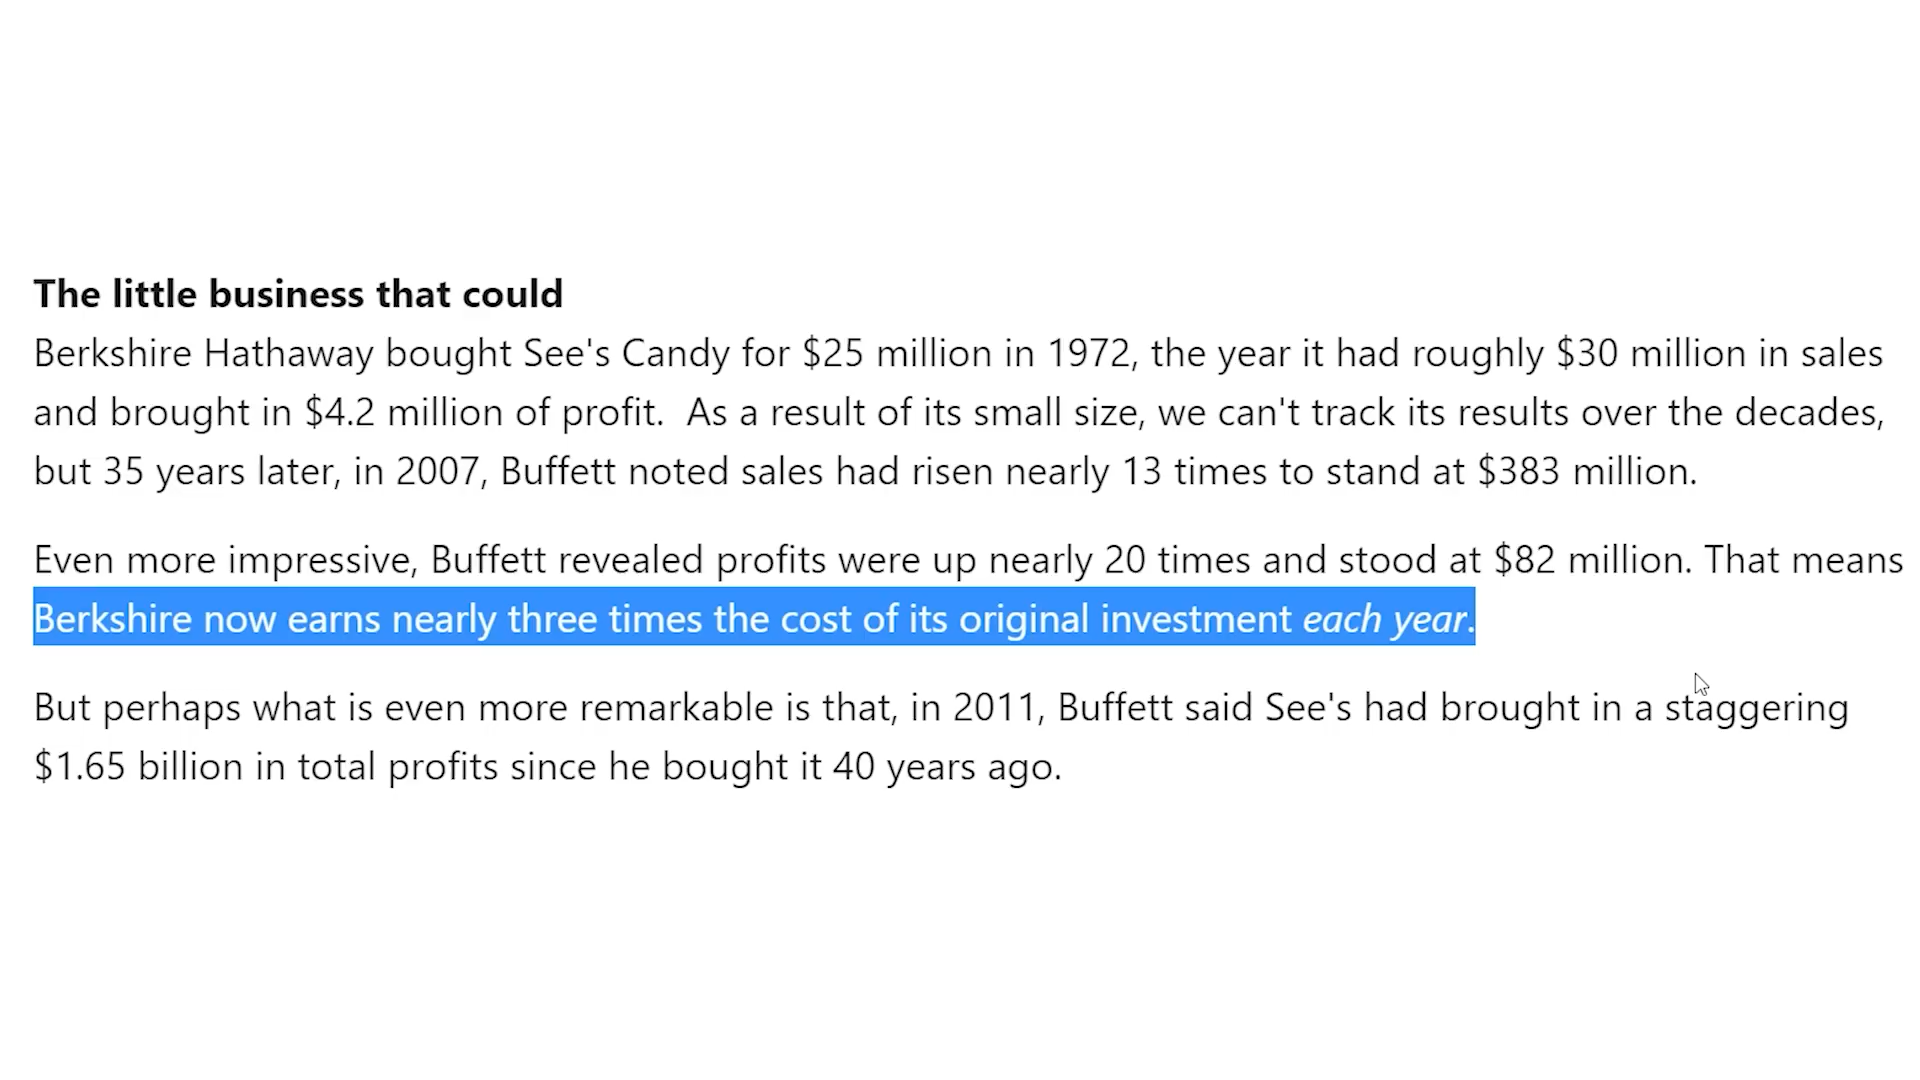 The little business that could
Berkshire Hathaway bought See's Candy for $25 million in 1972, the year it had roughly $30 million in sales
and brought in $4.2 million of profit.  As a result of its small size, we can't track its results over the decades,
but 35 years later, in 2007, Buffett noted sales had risen nearly 13 times to stand at $383 million.
Even more impressive, Buffett revealed profits were up nearly 20 times and stood at $82 million. That means
Berkshire now earns nearly three times the cost of its original investment each year.
But perhaps what is even more remarkable is that, in 2011, Buffett said See's had brought in a staggering
$1.65 billion in total profits since he bought it 40 years ago.